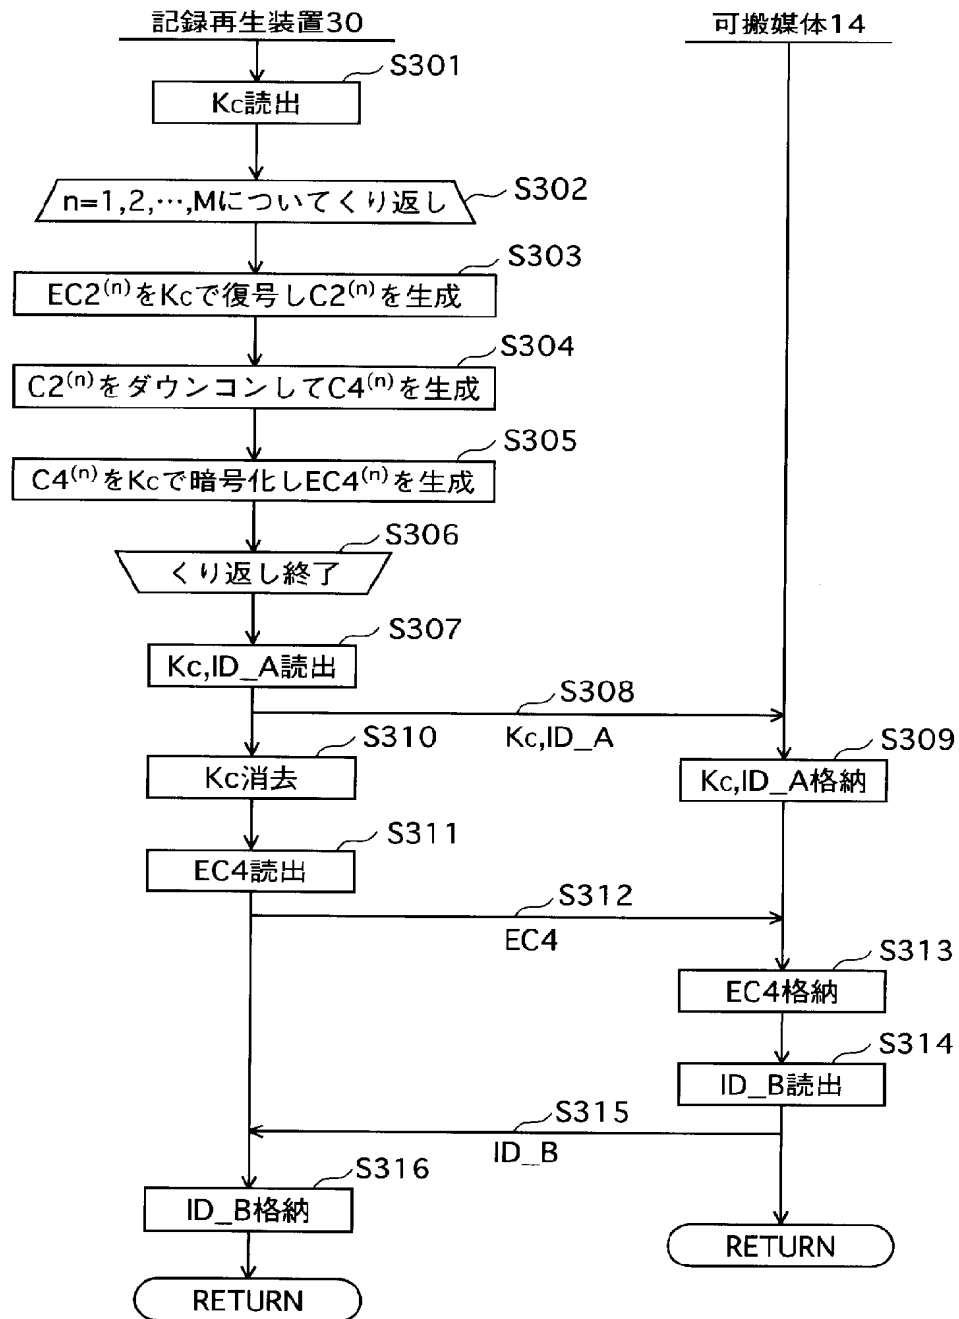 記録再生装置30
可搬媒体14
S301
Kc読出
S302
n=1,2,…,Mについてくり返し
S303
EC2⁽ⁿ⁾をKcで復号しC2⁽ⁿ⁾を生成
S304
C2⁽ⁿ⁾をダウンコンしてC4⁽ⁿ⁾を生成
S305
C4⁽ⁿ⁾をKcで暗号化しEC4⁽ⁿ⁾を生成
S306
くり返し終了
S307
Kc,ID_A読出
S308
Kc,ID_A
S310
Kc消去
S309
Kc,ID_A格納
S311
EC4読出
S312
EC4
S313
EC4格納
S314
ID_B読出
S315
ID_B
S316
ID_B格納
RETURN
RETURN